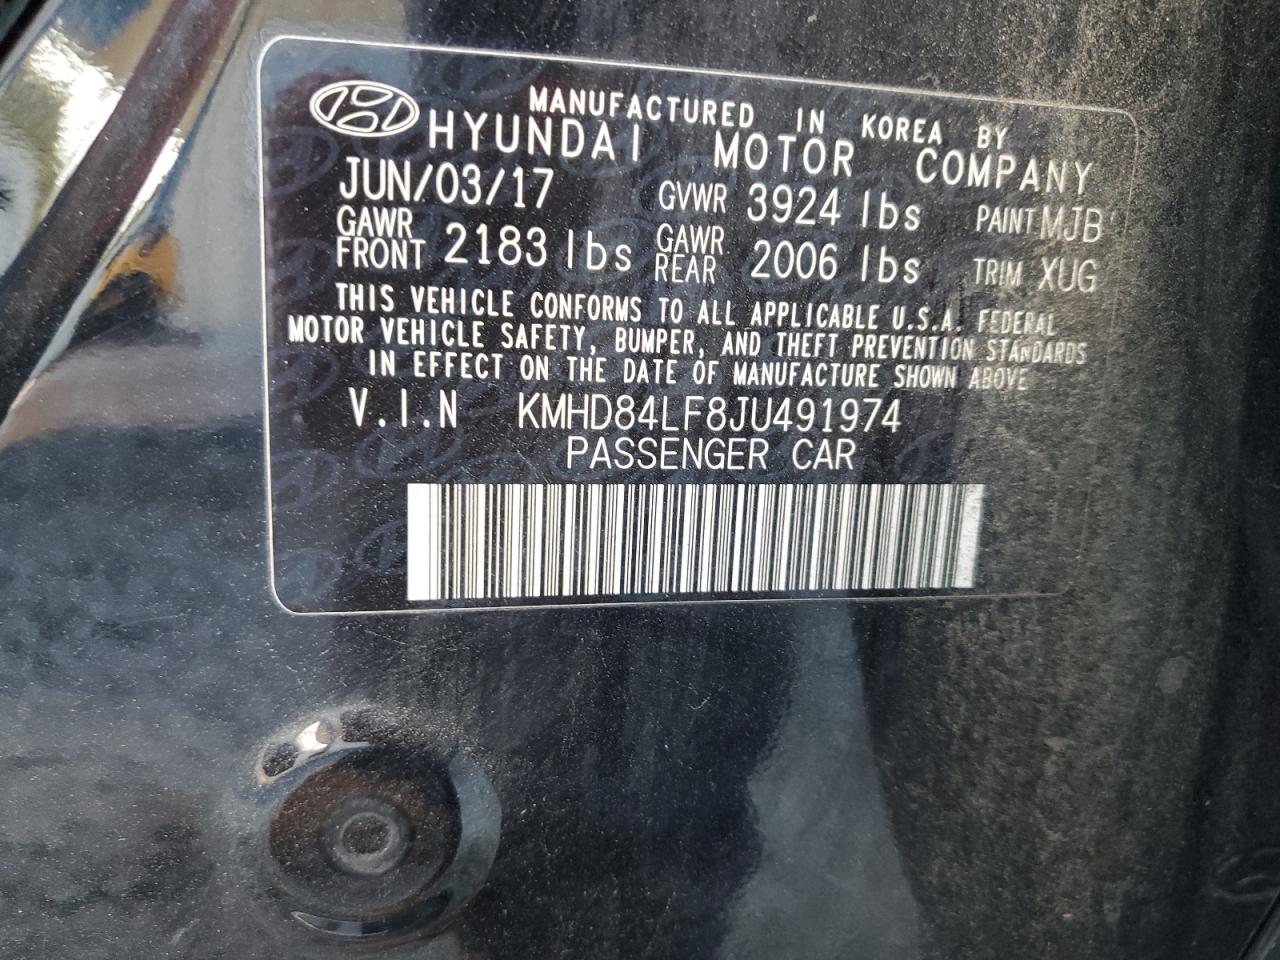 MANUFACTURED IN KOREA BY
HYUNDAI MOTOR COMPANY
JUN/03/17 GVWR 3924 lbs PAINT MJB
GAWR FRONT 2183 lbs GAWR REAR 2006 lbs TRIM XUG
THIS VEHICLE CONFORMS TO ALL APPLICABLE U.S.A. FEDERAL
MOTOR VEHICLE SAFETY, BUMPER, AND THEFT PREVENTION STANDARDS
IN EFFECT ON THE DATE OF MANUFACTURE SHOWN ABOVE
V.I.N KMHD84LF8JU491974
PASSENGER CAR